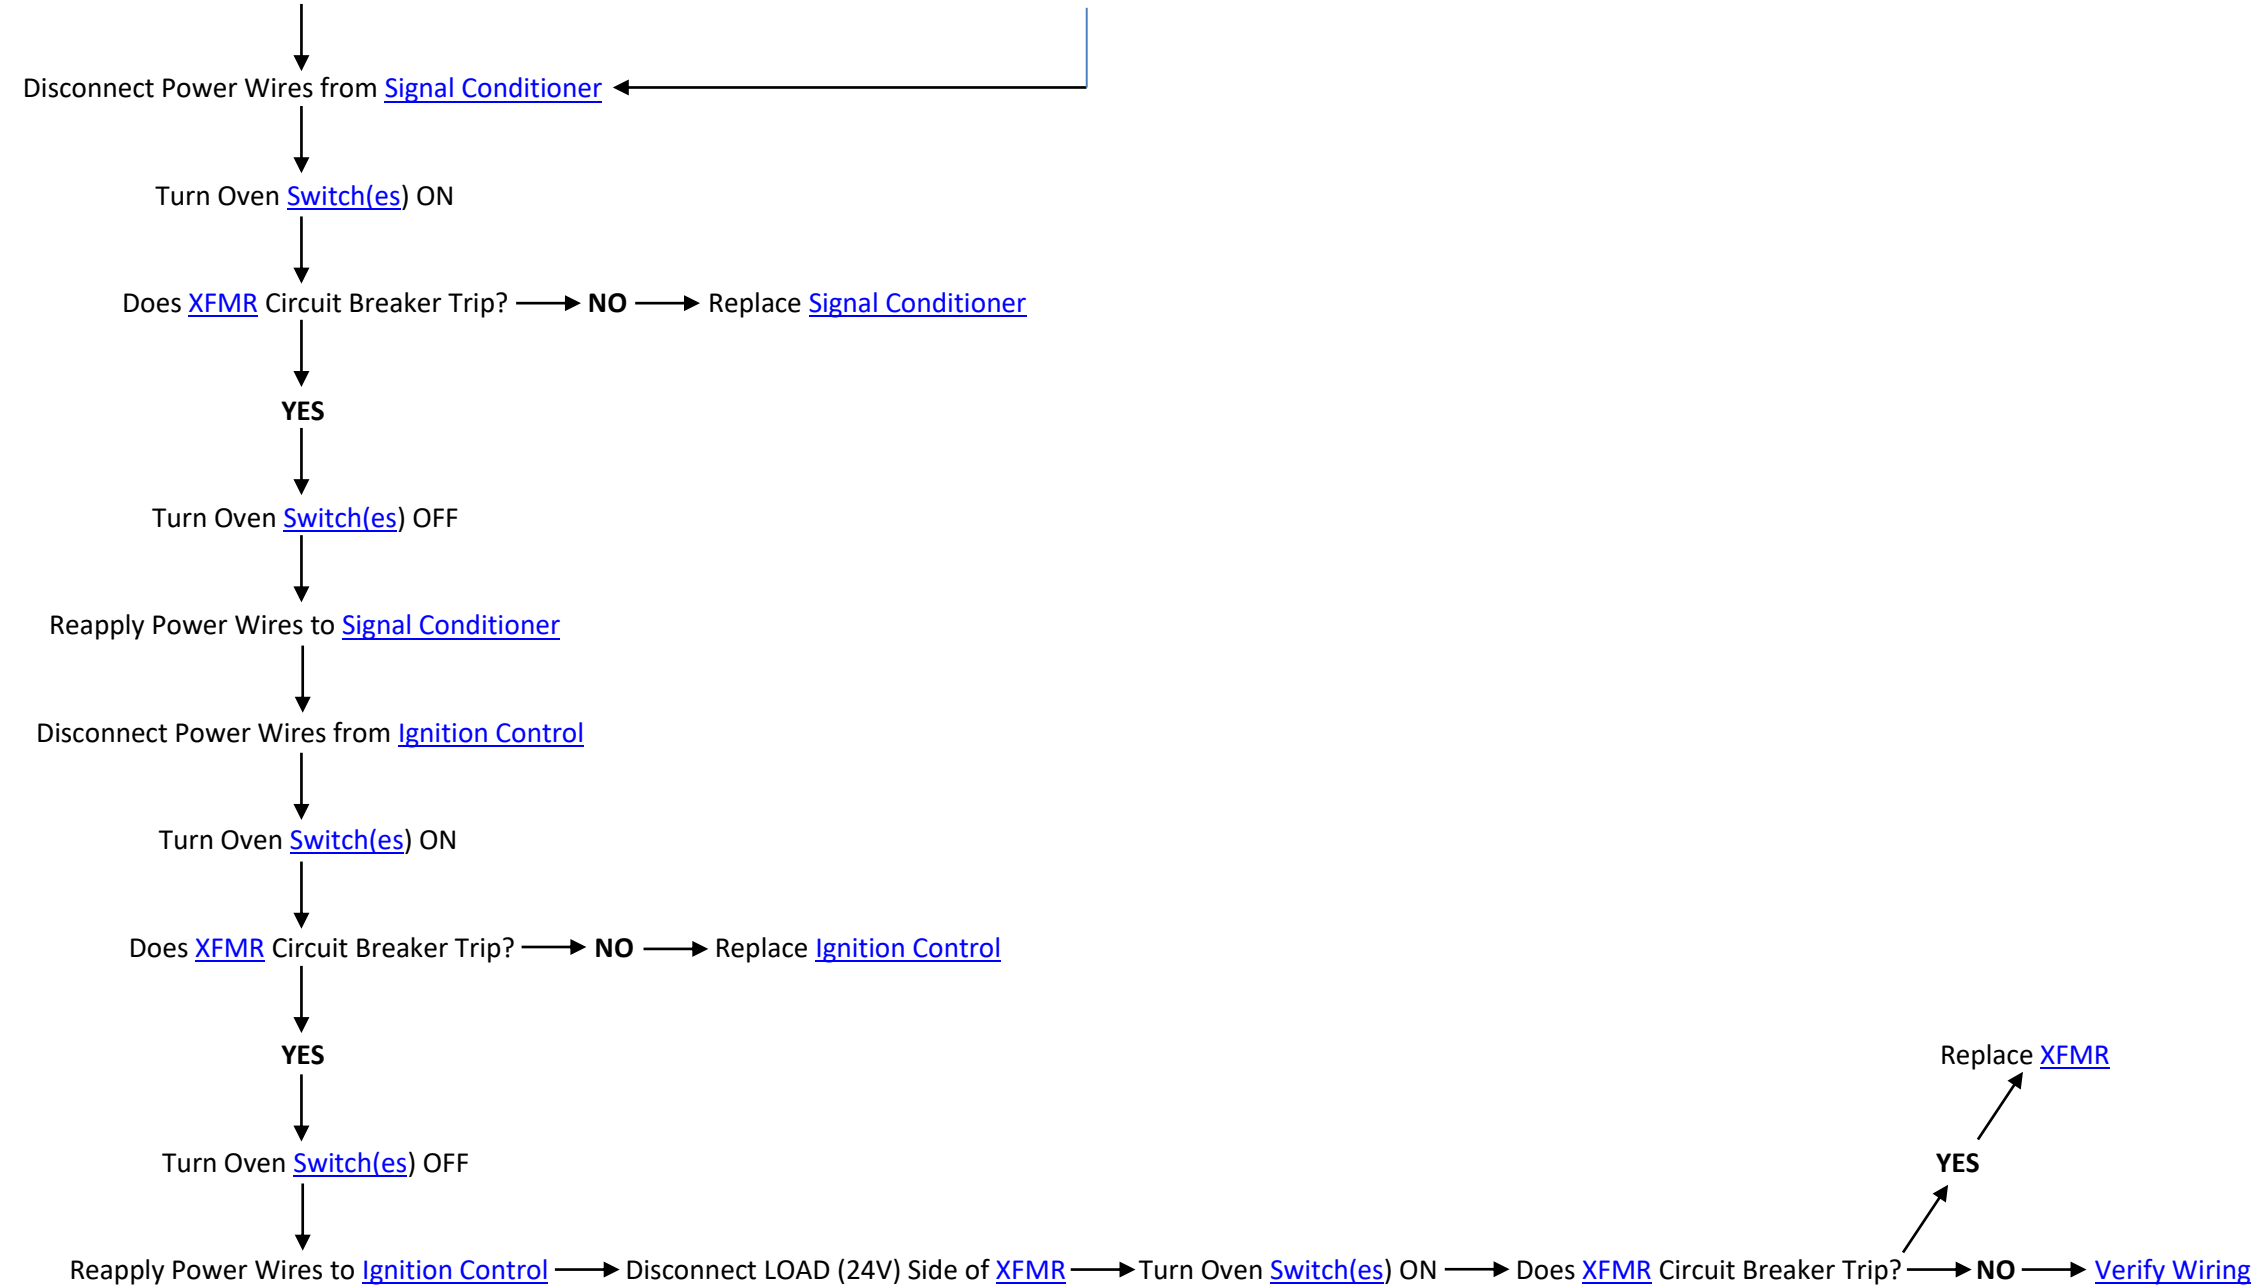 Disconnect Power Wires from Signal Conditioner
Turn Oven Switch(es) ON
Does XFMR Circuit Breaker Trip? NO Replace Signal Conditioner
YES
Turn Oven Switch(es) OFF
Reapply Power Wires to Signal Conditioner
Disconnect Power Wires from Ignition Control
Turn Oven Switch(es) ON
Does XFMR Circuit Breaker Trip? NO Replace Ignition Control
YES Replace XFMR
Turn Oven Switch(es) OFF YES
Reapply Power Wires to Ignition Control Disconnect LOAD (24V) Side of XFMR Turn Oven Switch(es) ON Does XFMR Circuit Breaker Trip? NO Verify Wiring